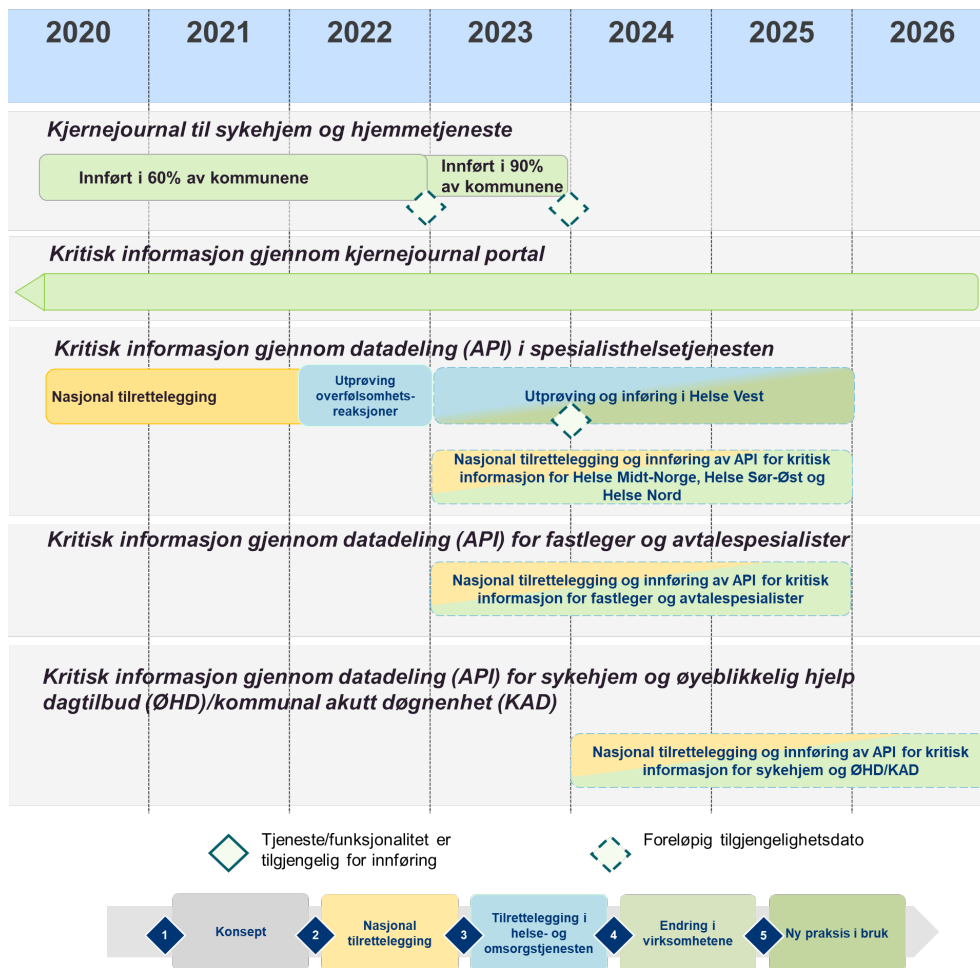 2020 2021 2022 2023 2024 2025 2026
Kjernejournal til sykehjem og hjemmetjeneste
Innført i 60% av kommunene
Innført i 90%
av kommunene
Kritisk informasjon gjennom kjernejournal portal
Kritisk informasjon gjennom datadeling (API) i spesialisthelsetjenesten
Nasjonal tilrettelegging
Utprøving
overfølsomhets-
reaksjoner
Utprøving og inføring i Helse Vest
Nasjonal tilrettelegging og innføring av API for kritisk
informasjon for Helse Midt-Norge, Helse Sør-Øst og
Helse Nord
Kritisk informasjon gjennom datadeling (API) for fastleger og avtalespesialister
Nasjonal tilrettelegging og innføring av API for kritisk
informasjon for fastleger og avtalespesialister
Kritisk informasjon gjennom datadeling (API) for sykehjem og øyeblikkelig hjelp
dagtilbud (ØHD)/kommunal akutt døgnenhet (KAD)
Nasjonal tilrettelegging og innføring av API for kritisk
informasjon for sykehjem og ØHD/KAD
Tjeneste/funksjonalitet er
tilgjengelig for innføring
Foreløpig tilgjengelighetsdato
1
Konsept
2
Nasjonal
tilrettelegging
3
Tilrettelegging i
helse- og
omsorgstjenesten
4
Endring i
virksomhetene
5
Ny praksis i bruk